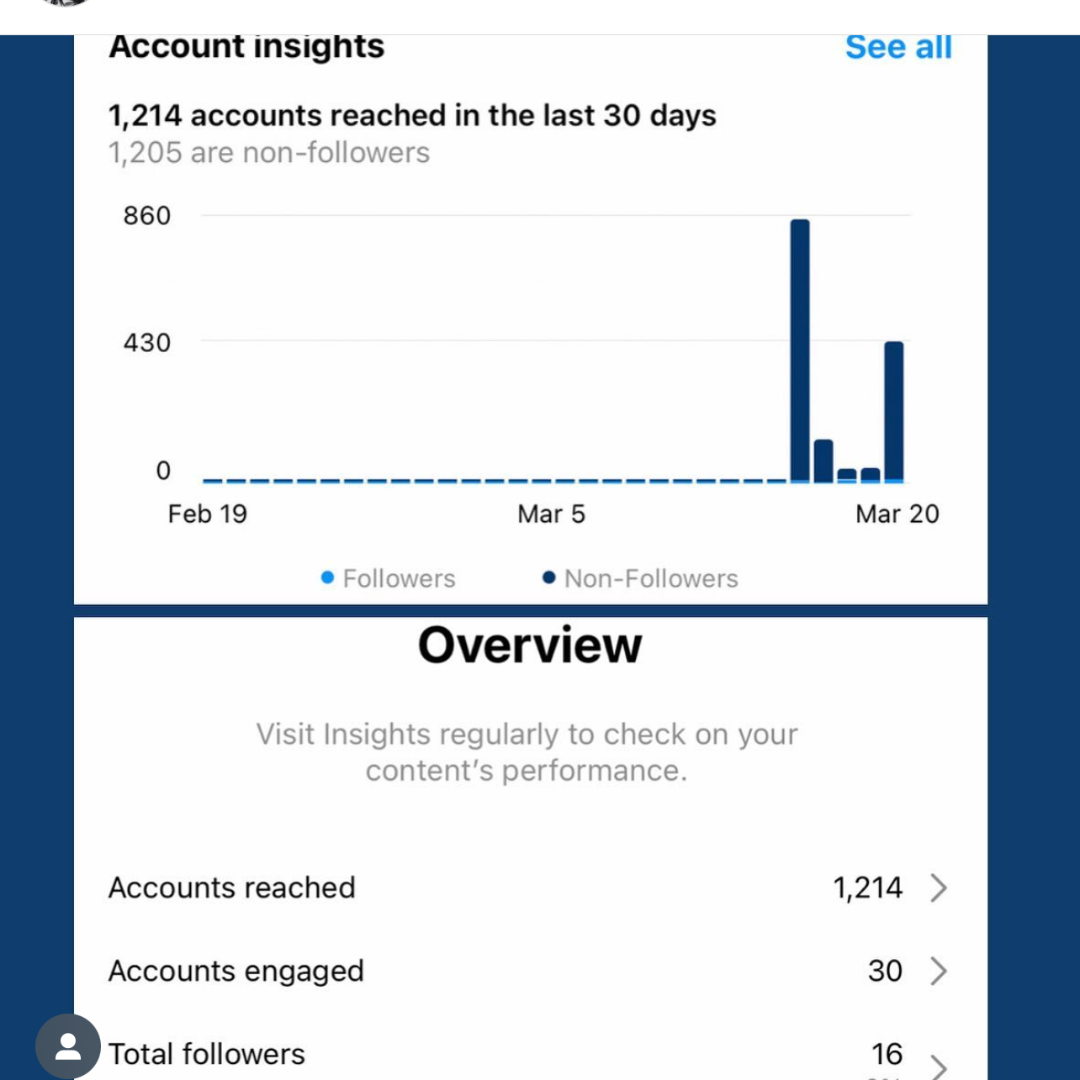 Account insights
See all
1,214 accounts reached in the last 30 days
1,205 are non-followers
860
430
0
Feb 19
Mar 5
Mar 20
Followers
Non-Followers
Overview
Visit Insights regularly to check on your
content's performance.
Accounts reached
1,214
Accounts engaged
30
Total followers
16